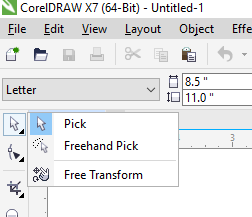 CorelDRAW X7 (64-Bit) - Untitled-1
File Edit View Layout Object
Letter
8.5 "
11.0 "
Pick
Freehand Pick
Free Transform
3